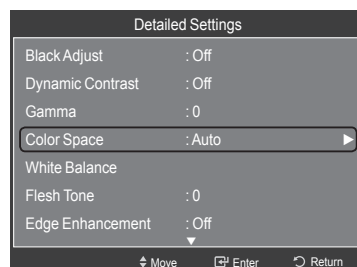 Detailed Settings
Black Adjust : Off
Dynamic Contrast : Off
Gamma : 0
Color Space : Auto
White Balance
Flesh Tone : 0
Edge Enhancement : Off
Move Enter Return